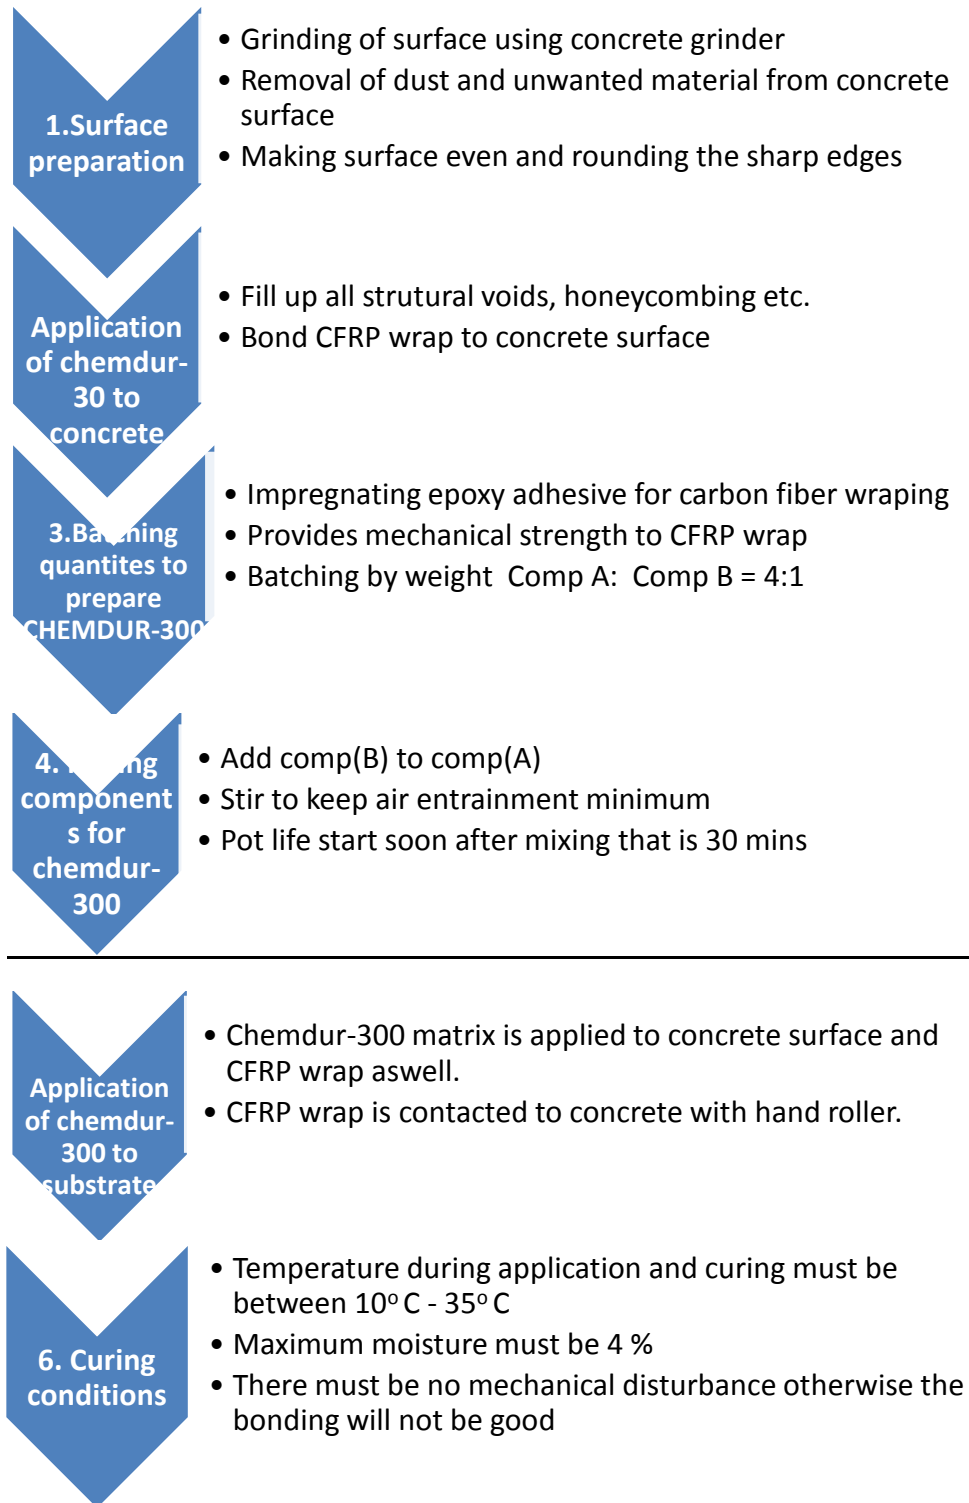 1.Surface
preparation
• Grinding of surface using concrete grinder
• Removal of dust and unwanted material from concrete
surface
• Making surface even and rounding the sharp edges
Application
of chemdur-
30 to
concrete
• Fill up all strutural voids, honeycombing etc.
• Bond CFRP wrap to concrete surface
3.Batching
quantites to
prepare
CHEMDUR-300
• Impregnating epoxy adhesive for carbon fiber wraping
• Provides mechanical strength to CFRP wrap
• Batching by weight Comp A: Comp B = 4:1
4. Mixing
component
s for
chemdur-
300
• Add comp(B) to comp(A)
• Stir to keep air entrainment minimum
• Pot life start soon after mixing that is 30 mins
Application
of chemdur-
300 to
substrate
• Chemdur-300 matrix is applied to concrete surface and
CFRP wrap aswell.
• CFRP wrap is contacted to concrete with hand roller.
6. Curing
conditions
• Temperature during application and curing must be
between 10° C - 35° C
• Maximum moisture must be 4 %
• There must be no mechanical disturbance otherwise the
bonding will not be good